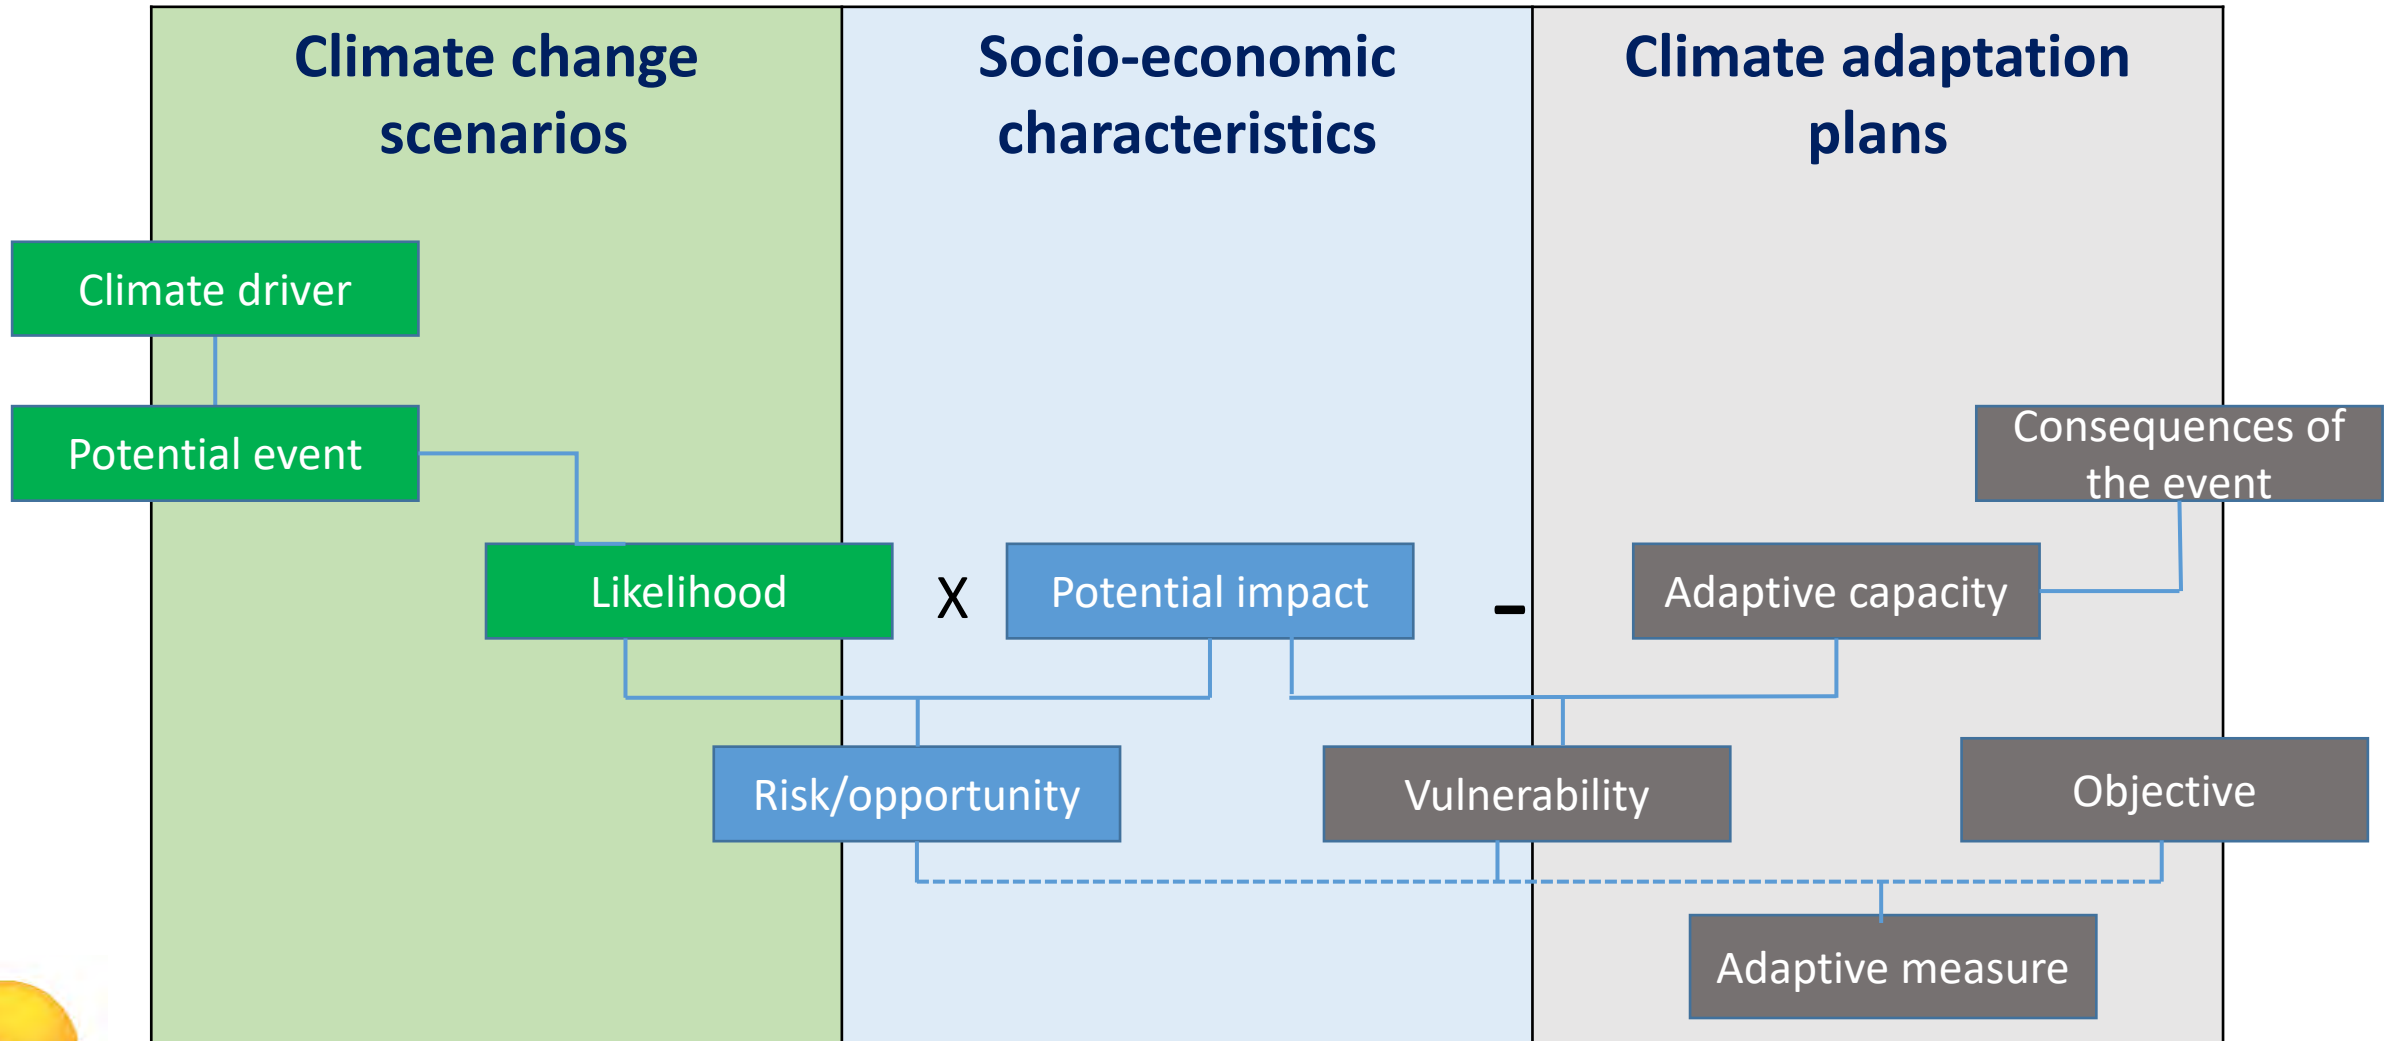 Climate change
scenarios
Socio-economic
characteristics
Climate adaptation
plans
Climate driver
Potential event
Consequences of
the event
Likelihood
X
Potential impact
-
Adaptive capacity
Risk/opportunity
Vulnerability
Objective
Adaptive measure